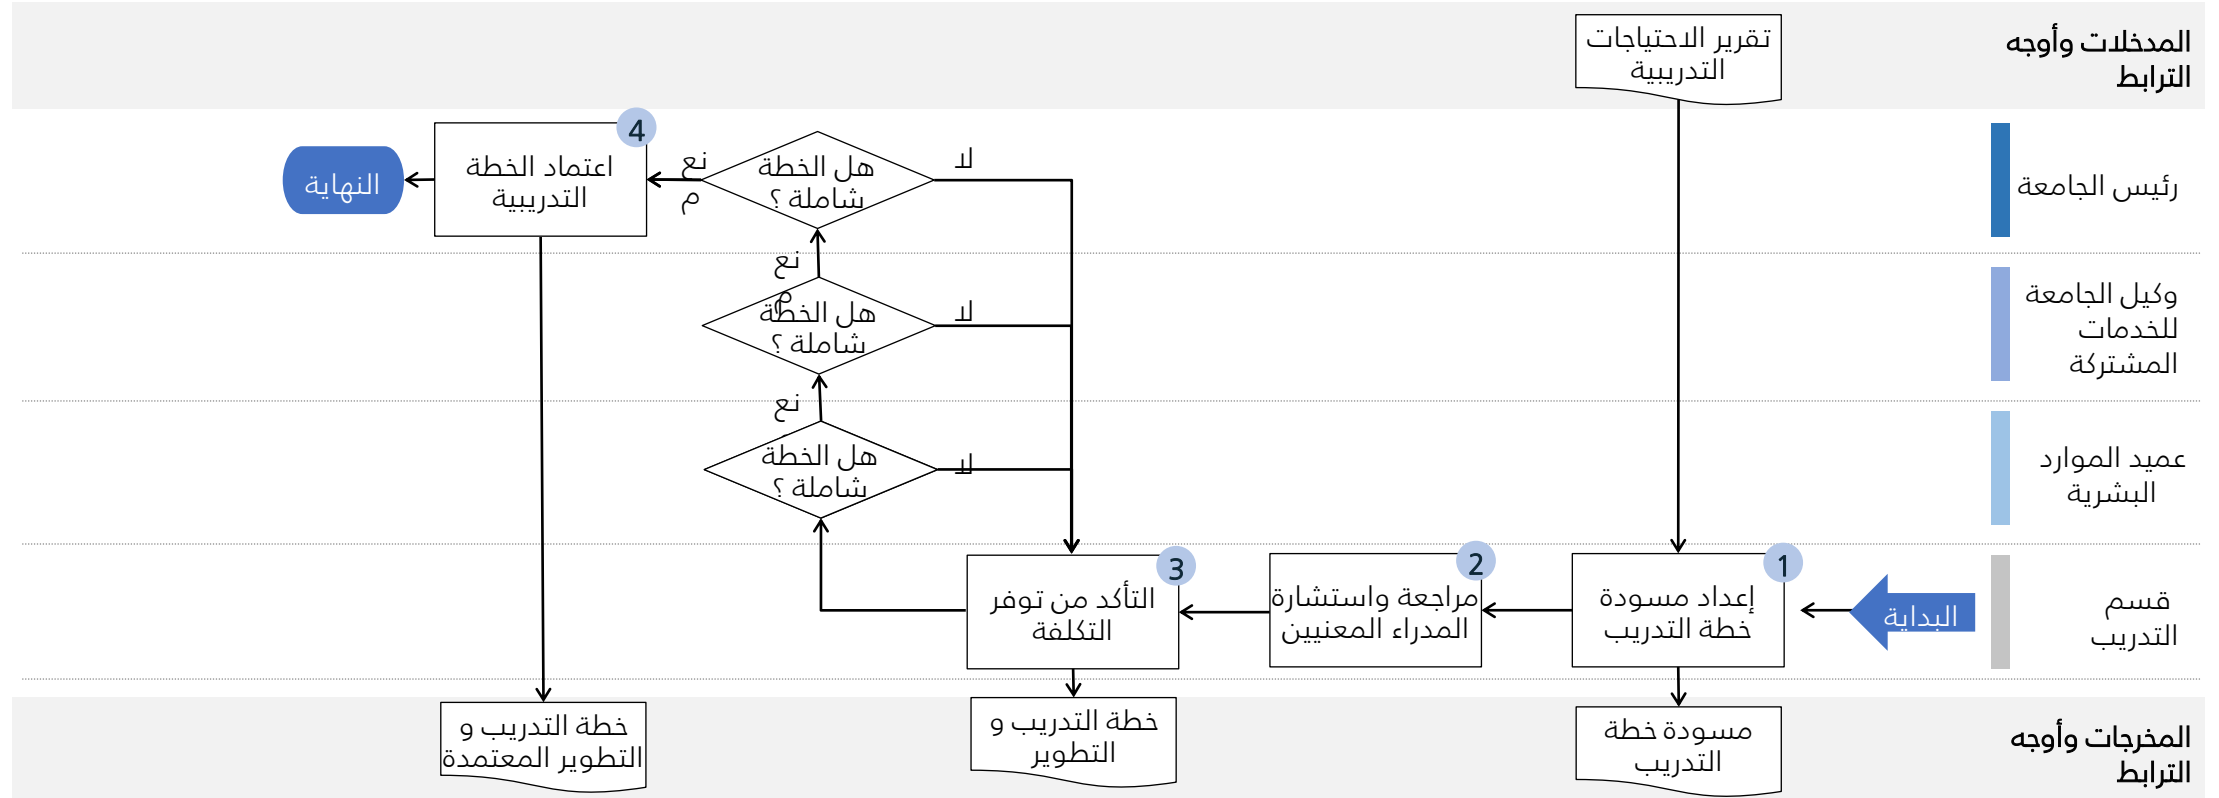 المدخلات وأوجه
الترابط
تقرير الاحتياجات
التدريبية
رئيس الجامعة
لا
هل الخطة
شاملة ؟
نع
م
4
اعتماد الخطة
التدريبية
النهاية
وكيل الجامعة
للخدمات
المشتركة
لا
نع
م
هل الخطة
شاملة ؟
عميد الموارد
البشرية
لا
نع
هل الخطة
شاملة ؟
قسم
التدريب
البداية
1
إعداد مسودة
خطة التدريب
2
مراجعة واستشارة
المدراء المعنيين
3
التأكد من توفر
التكلفة
المخرجات وأوجه
الترابط
مسودة خطة
التدريب
خطة التدريب و
التطوير
خطة التدريب و
التطوير المعتمدة